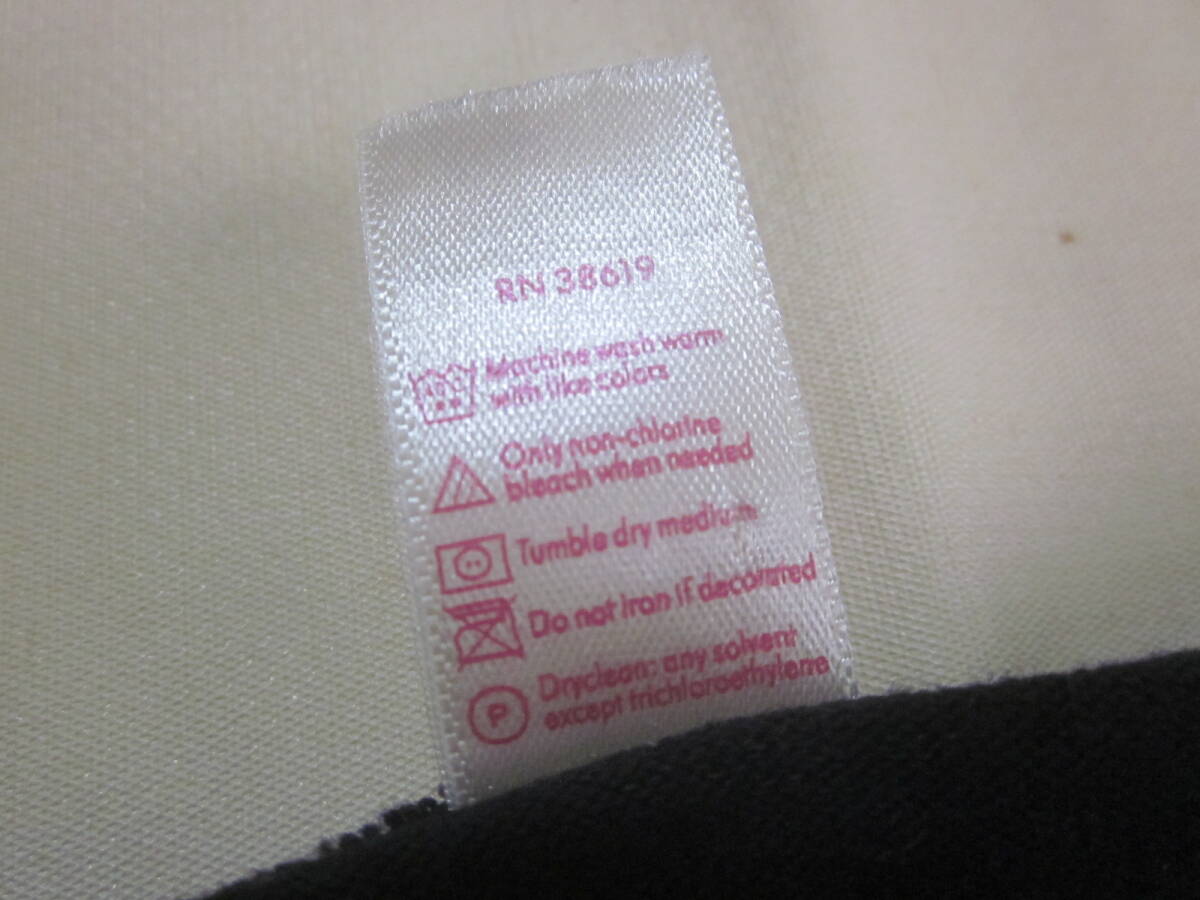 RN 38619
40C
Machine wash warm
with like colors
Only non-chlorine
bleach when needed
Tumble dry medium
Do not iron if decorated
Dryclean: any solvent
except trichloroethylene
P